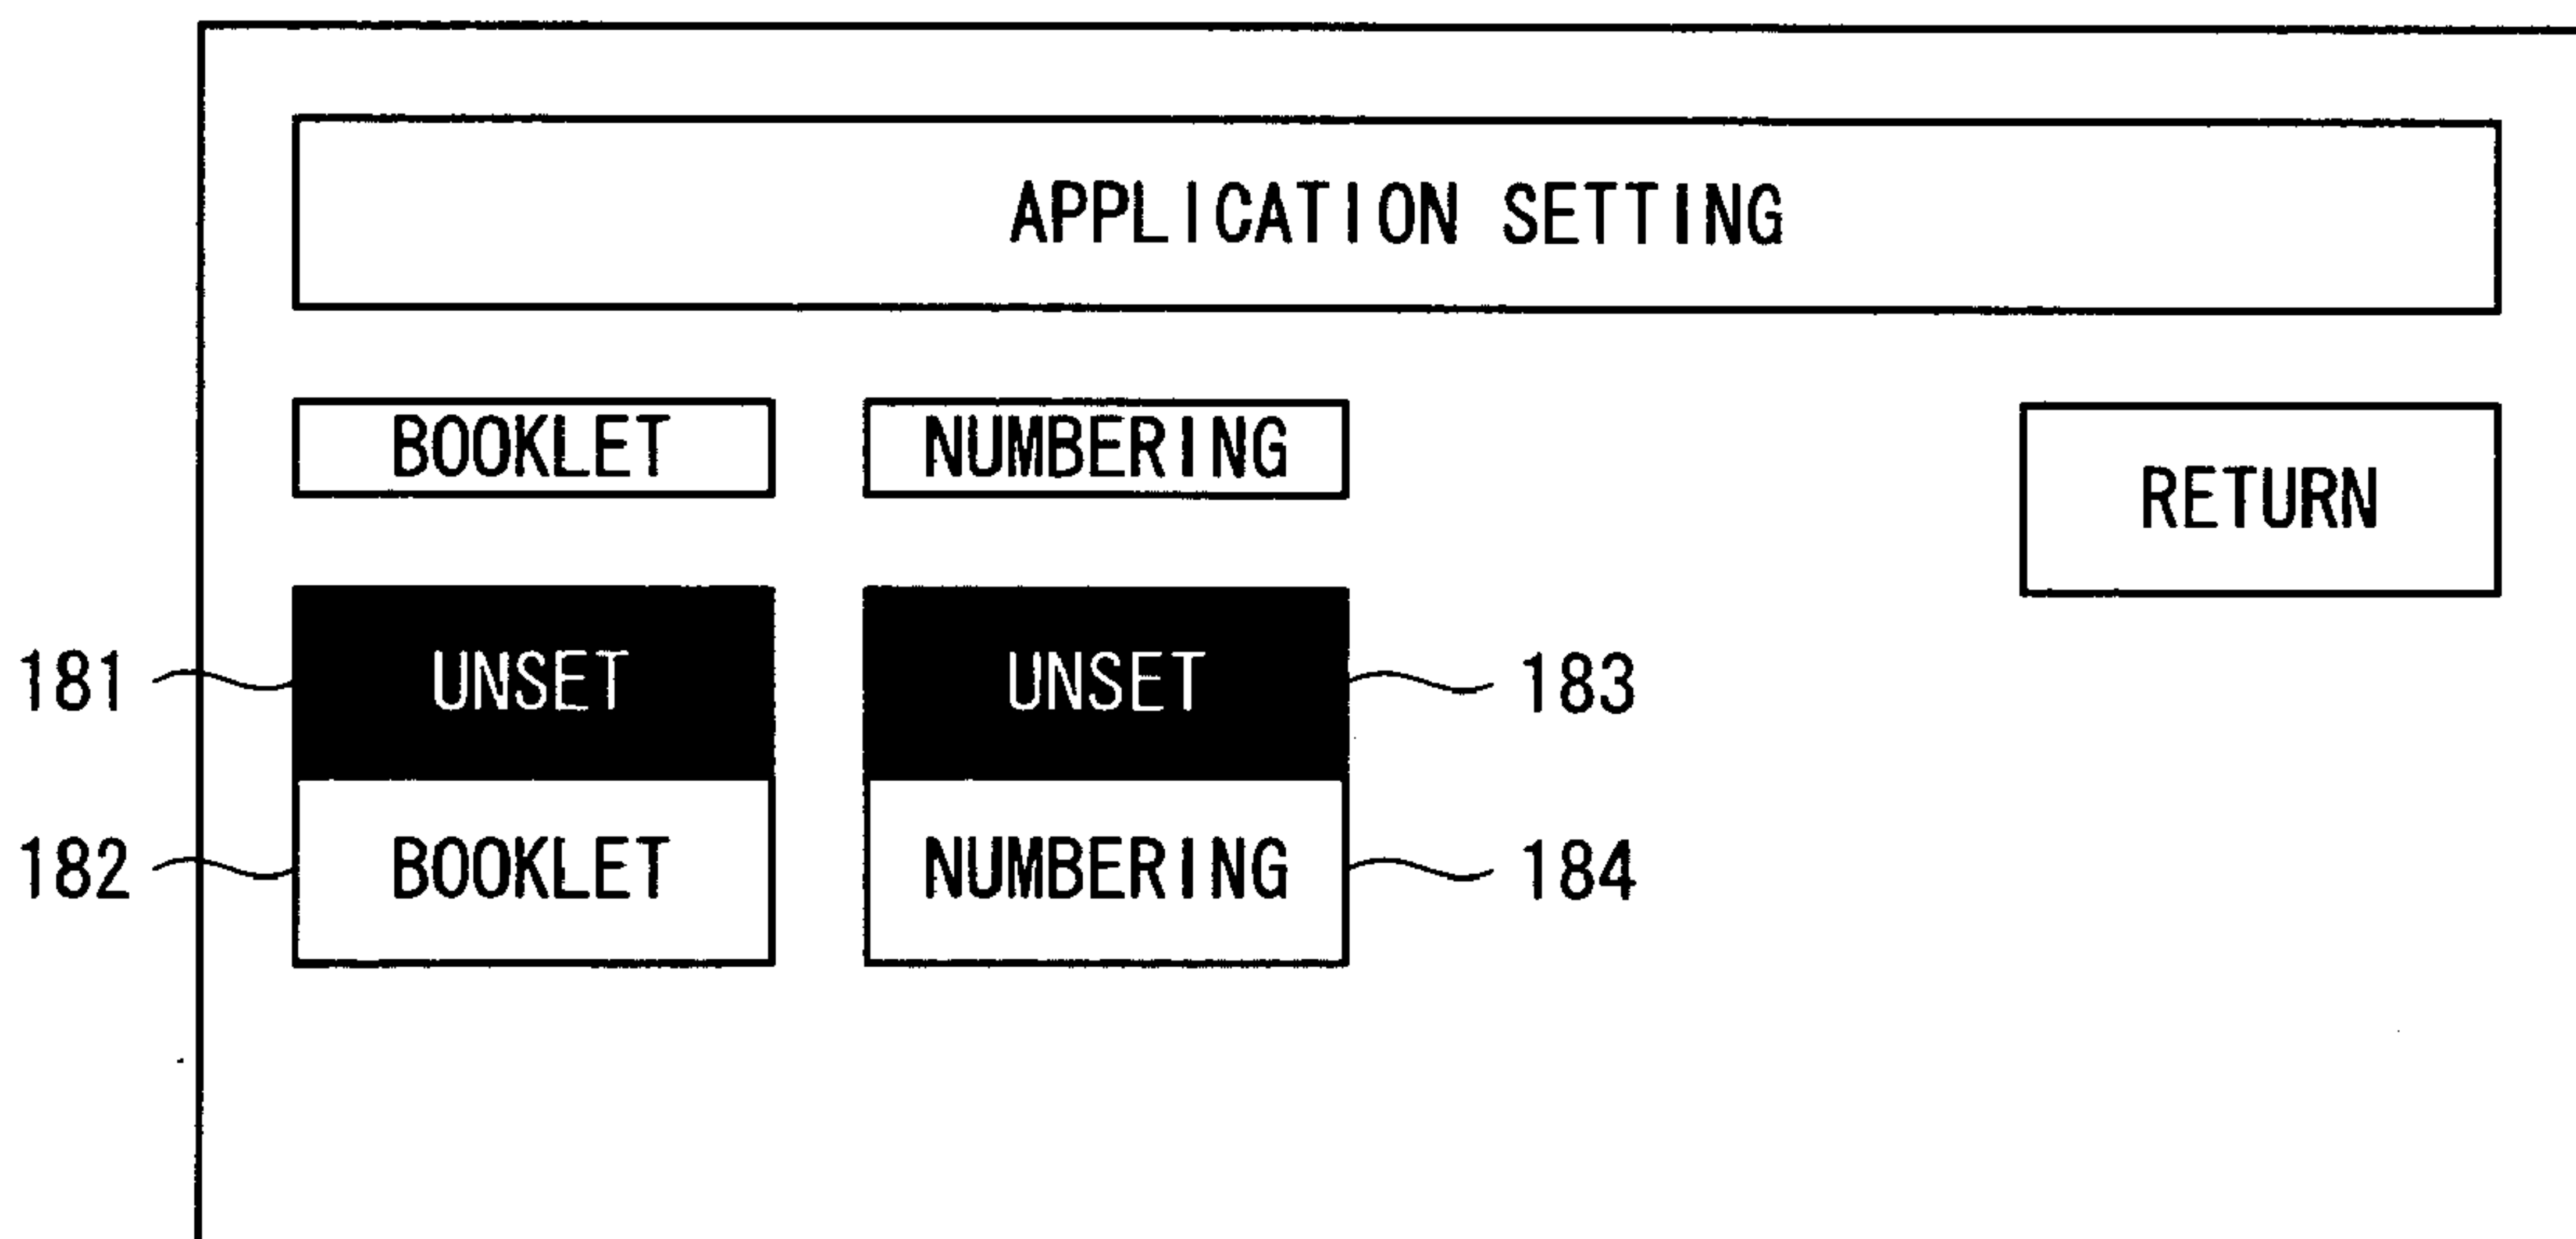 APPLICATION SETTING
BOOKLET NUMBERING
RETURN
181 UNSET UNSET 183
182 BOOKLET NUMBERING 184